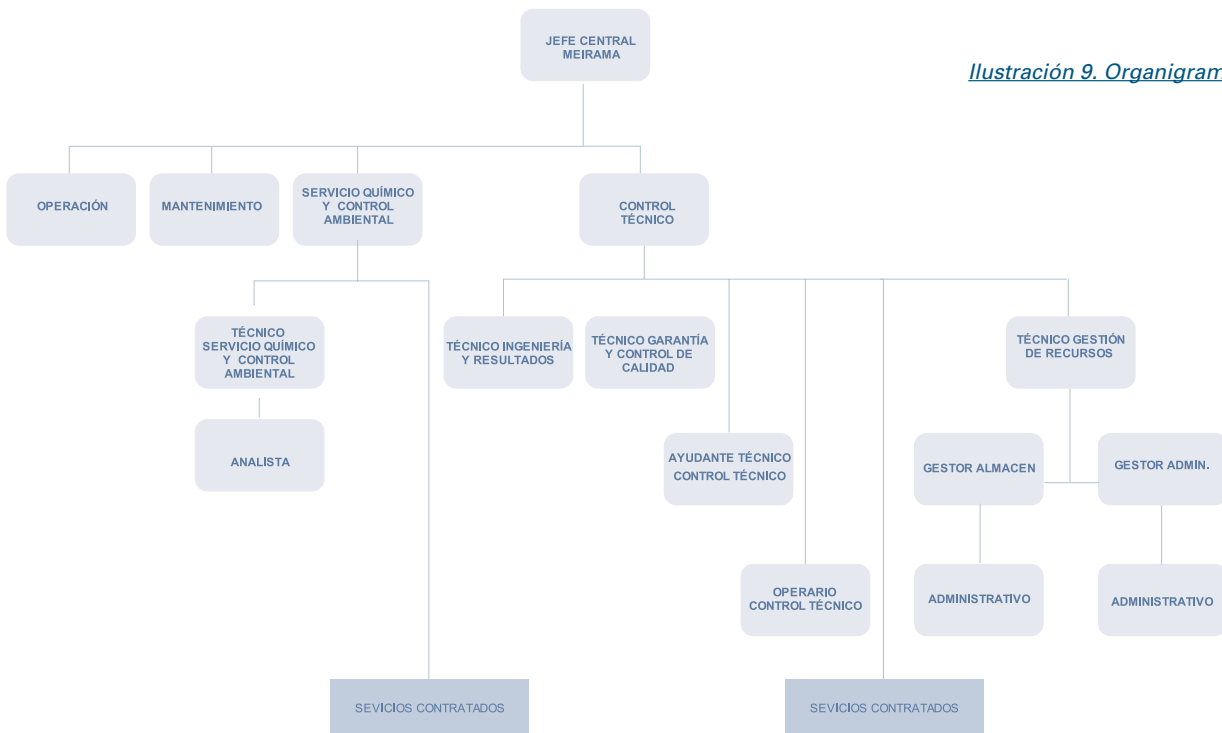 JEFE CENTRAL
MEIRAMA
Ilustración 9. Organigram
OPERACIÓN
MANTENIMIENTO
SERVICIO QUÍMICO
Y CONTROL
AMBIENTAL
CONTROL
TÉCNICO
TÉCNICO
SERVICIO QUÍMICO
Y CONTROL
AMBIENTAL
TÉCNICO INGENIERÍA
Y RESULTADOS
TÉCNICO GARANTÍA
Y CONTROL DE
CALIDAD
TÉCNICO GESTIÓN
DE RECURSOS
ANALISTA
AYUDANTE TÉCNICO
CONTROL TÉCNICO
GESTOR ALMACEN
GESTOR ADMIN.
OPERARIO
CONTROL TÉCNICO
ADMINISTRATIVO
ADMINISTRATIVO
SEVICIOS CONTRATADOS
SEVICIOS CONTRATADOS